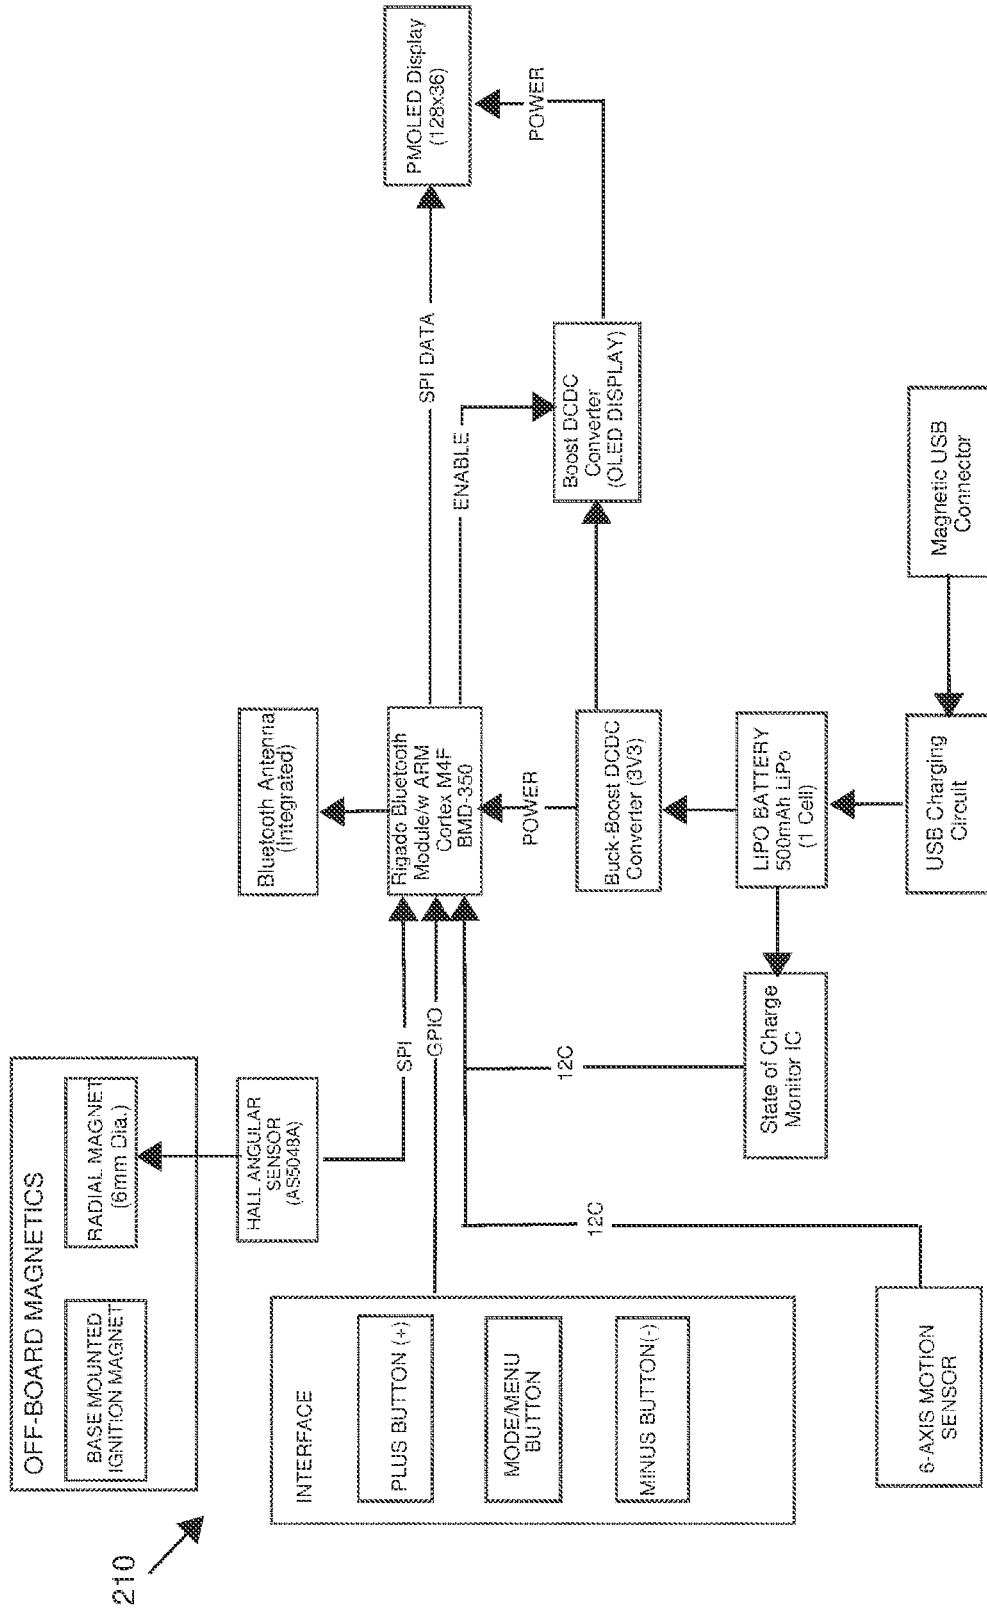 210
OFF-BOARD MAGNETICS
BASE MOUNTED
IGNITION MAGNET
RADIAL MAGNET
(6mm Dia.)
HALL ANGULAR
SENSOR
(AS5048A)
INTERFACE
PLUS BUTTON (+)
MODE/MENU
BUTTON
MINUS BUTTON(-)
6-AXIS MOTION
SENSOR
SPI
GPIO
12C
12C
State of Charge
Monitor IC
Bluetooth Antenna
(Integrated)
Rigado Bluetooth
Module/w ARM
Cortex M4F
BMD-350
POWER
Buck-Boost DCDC
Converter (3V3)
LIPO BATTERY
500mAh LiPo
(1 Cell)
USB Charging
Circuit
Magnetic USB
Connector
SPI DATA
ENABLE
Boost DCDC
Converter
(OLED DISPLAY)
POWER
PMOLED Display
(128x36)